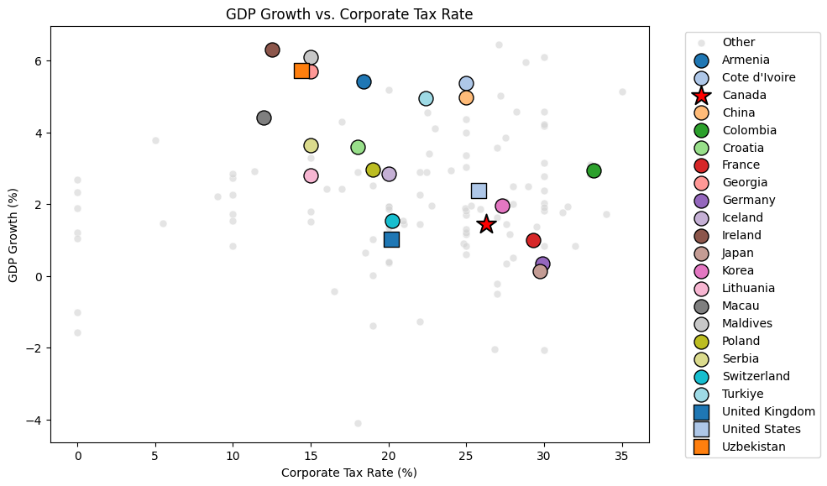 GDP Growth vs. Corporate Tax Rate
GDP Growth (%)
6
4
2
0
−2
−4
0
5
10
15
20
25
30
35
Corporate Tax Rate (%)
Other
Armenia
Cote d'Ivoire
Canada
China
Colombia
Croatia
France
Georgia
Germany
Iceland
Ireland
Japan
Korea
Lithuania
Macau
Maldives
Poland
Serbia
Switzerland
Turkiye
United Kingdom
United States
Uzbekistan